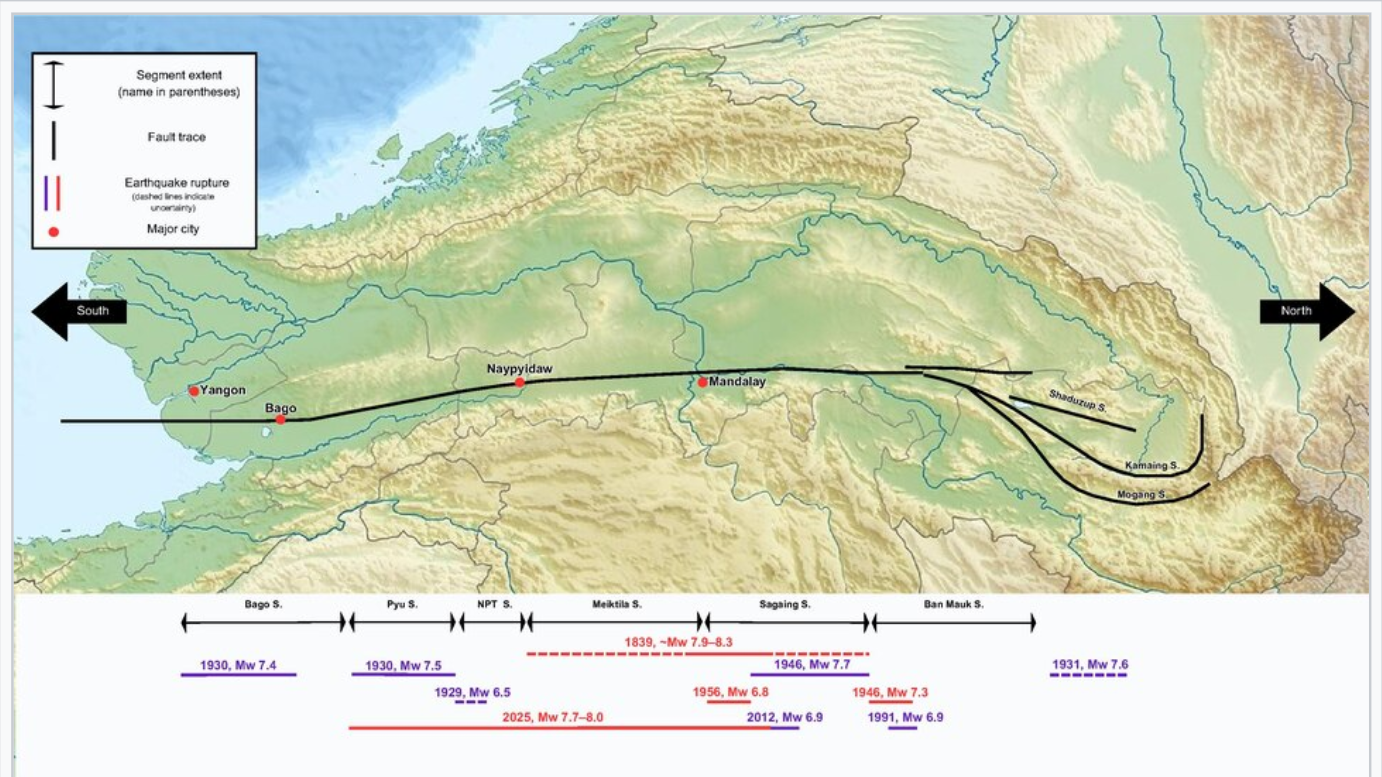 Segment extent
(name in parentheses)
Fault trace
Earthquake rupture
(dashed lines indicate
uncertainty)
Major city
South
North
Yangon
Bago
Naypyidaw
Mandalay
Shaduzup S.
Kamaing S.
Mogang S.
Bago S.
Pyu S.
NPT S.
Meiktila S.
Sagaing S.
Ban Mauk S.
1839, ~Mw 7.9–8.3
1930, Mw 7.4
1930, Mw 7.5
1946, Mw 7.7
1931, Mw 7.6
1929, Mw 6.5
1956, Mw 6.8
1946, Mw 7.3
2025, Mw 7.7–8.0
2012, Mw 6.9
1991, Mw 6.9